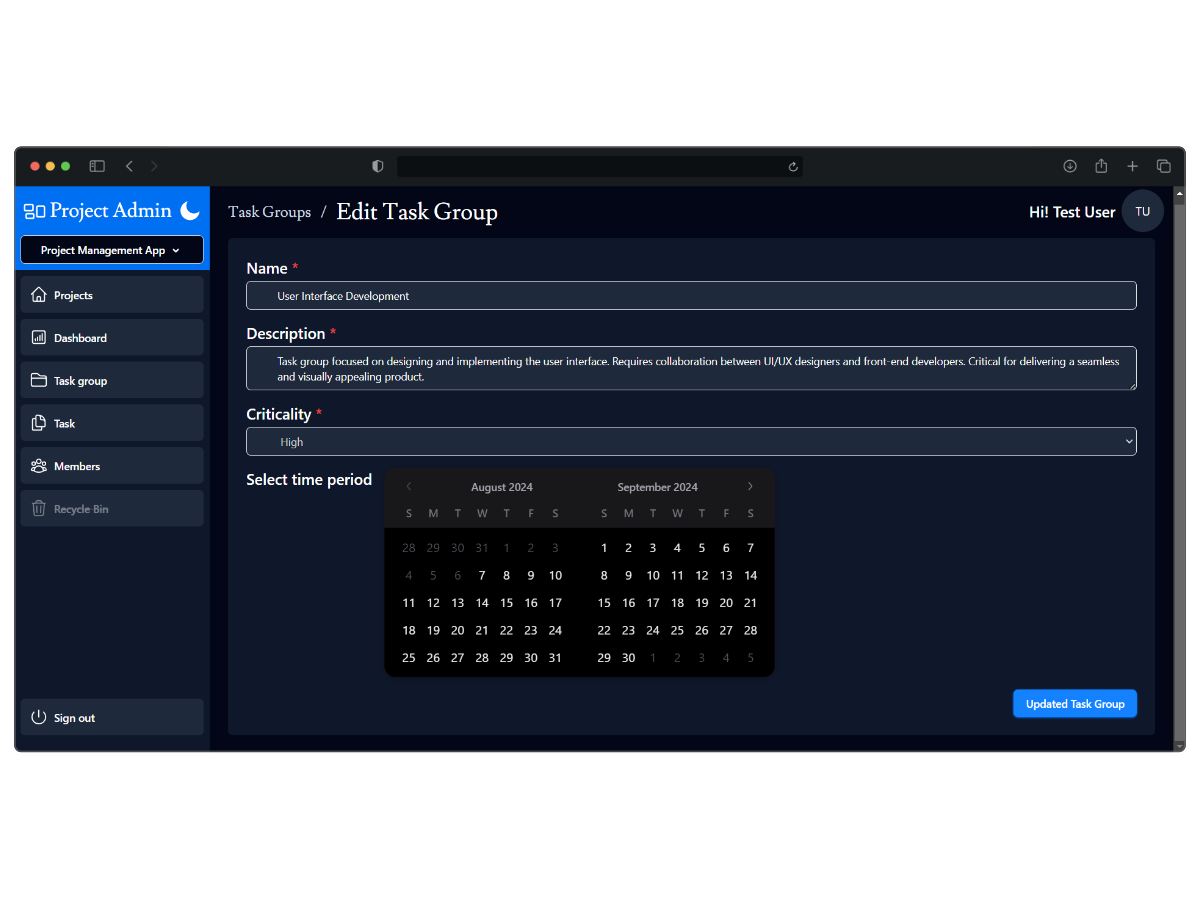 Project Admin
Project Management App
Projects
Dashboard
Task group
Task
Members
Recycle Bin
Sign out
Task Groups / Edit Task Group
Hi! Test User
TU
Name *
User Interface Development
Description *
Task group focused on designing and implementing the user interface. Requires collaboration between UI/UX designers and front-end developers. Critical for delivering a seamless
and visually appealing product.
Criticality *
High
Select time period
August 2024
S M T W T F S
28 29 30 31 1 2 3
4 5 6 7 8 9 10
11 12 13 14 15 16 17
18 19 20 21 22 23 24
25 26 27 28 29 30 31
September 2024
S M T W T F S
1 2 3 4 5 6 7
8 9 10 11 12 13 14
15 16 17 18 19 20 21
22 23 24 25 26 27 28
29 30 1 2 3 4 5
Updated Task Group